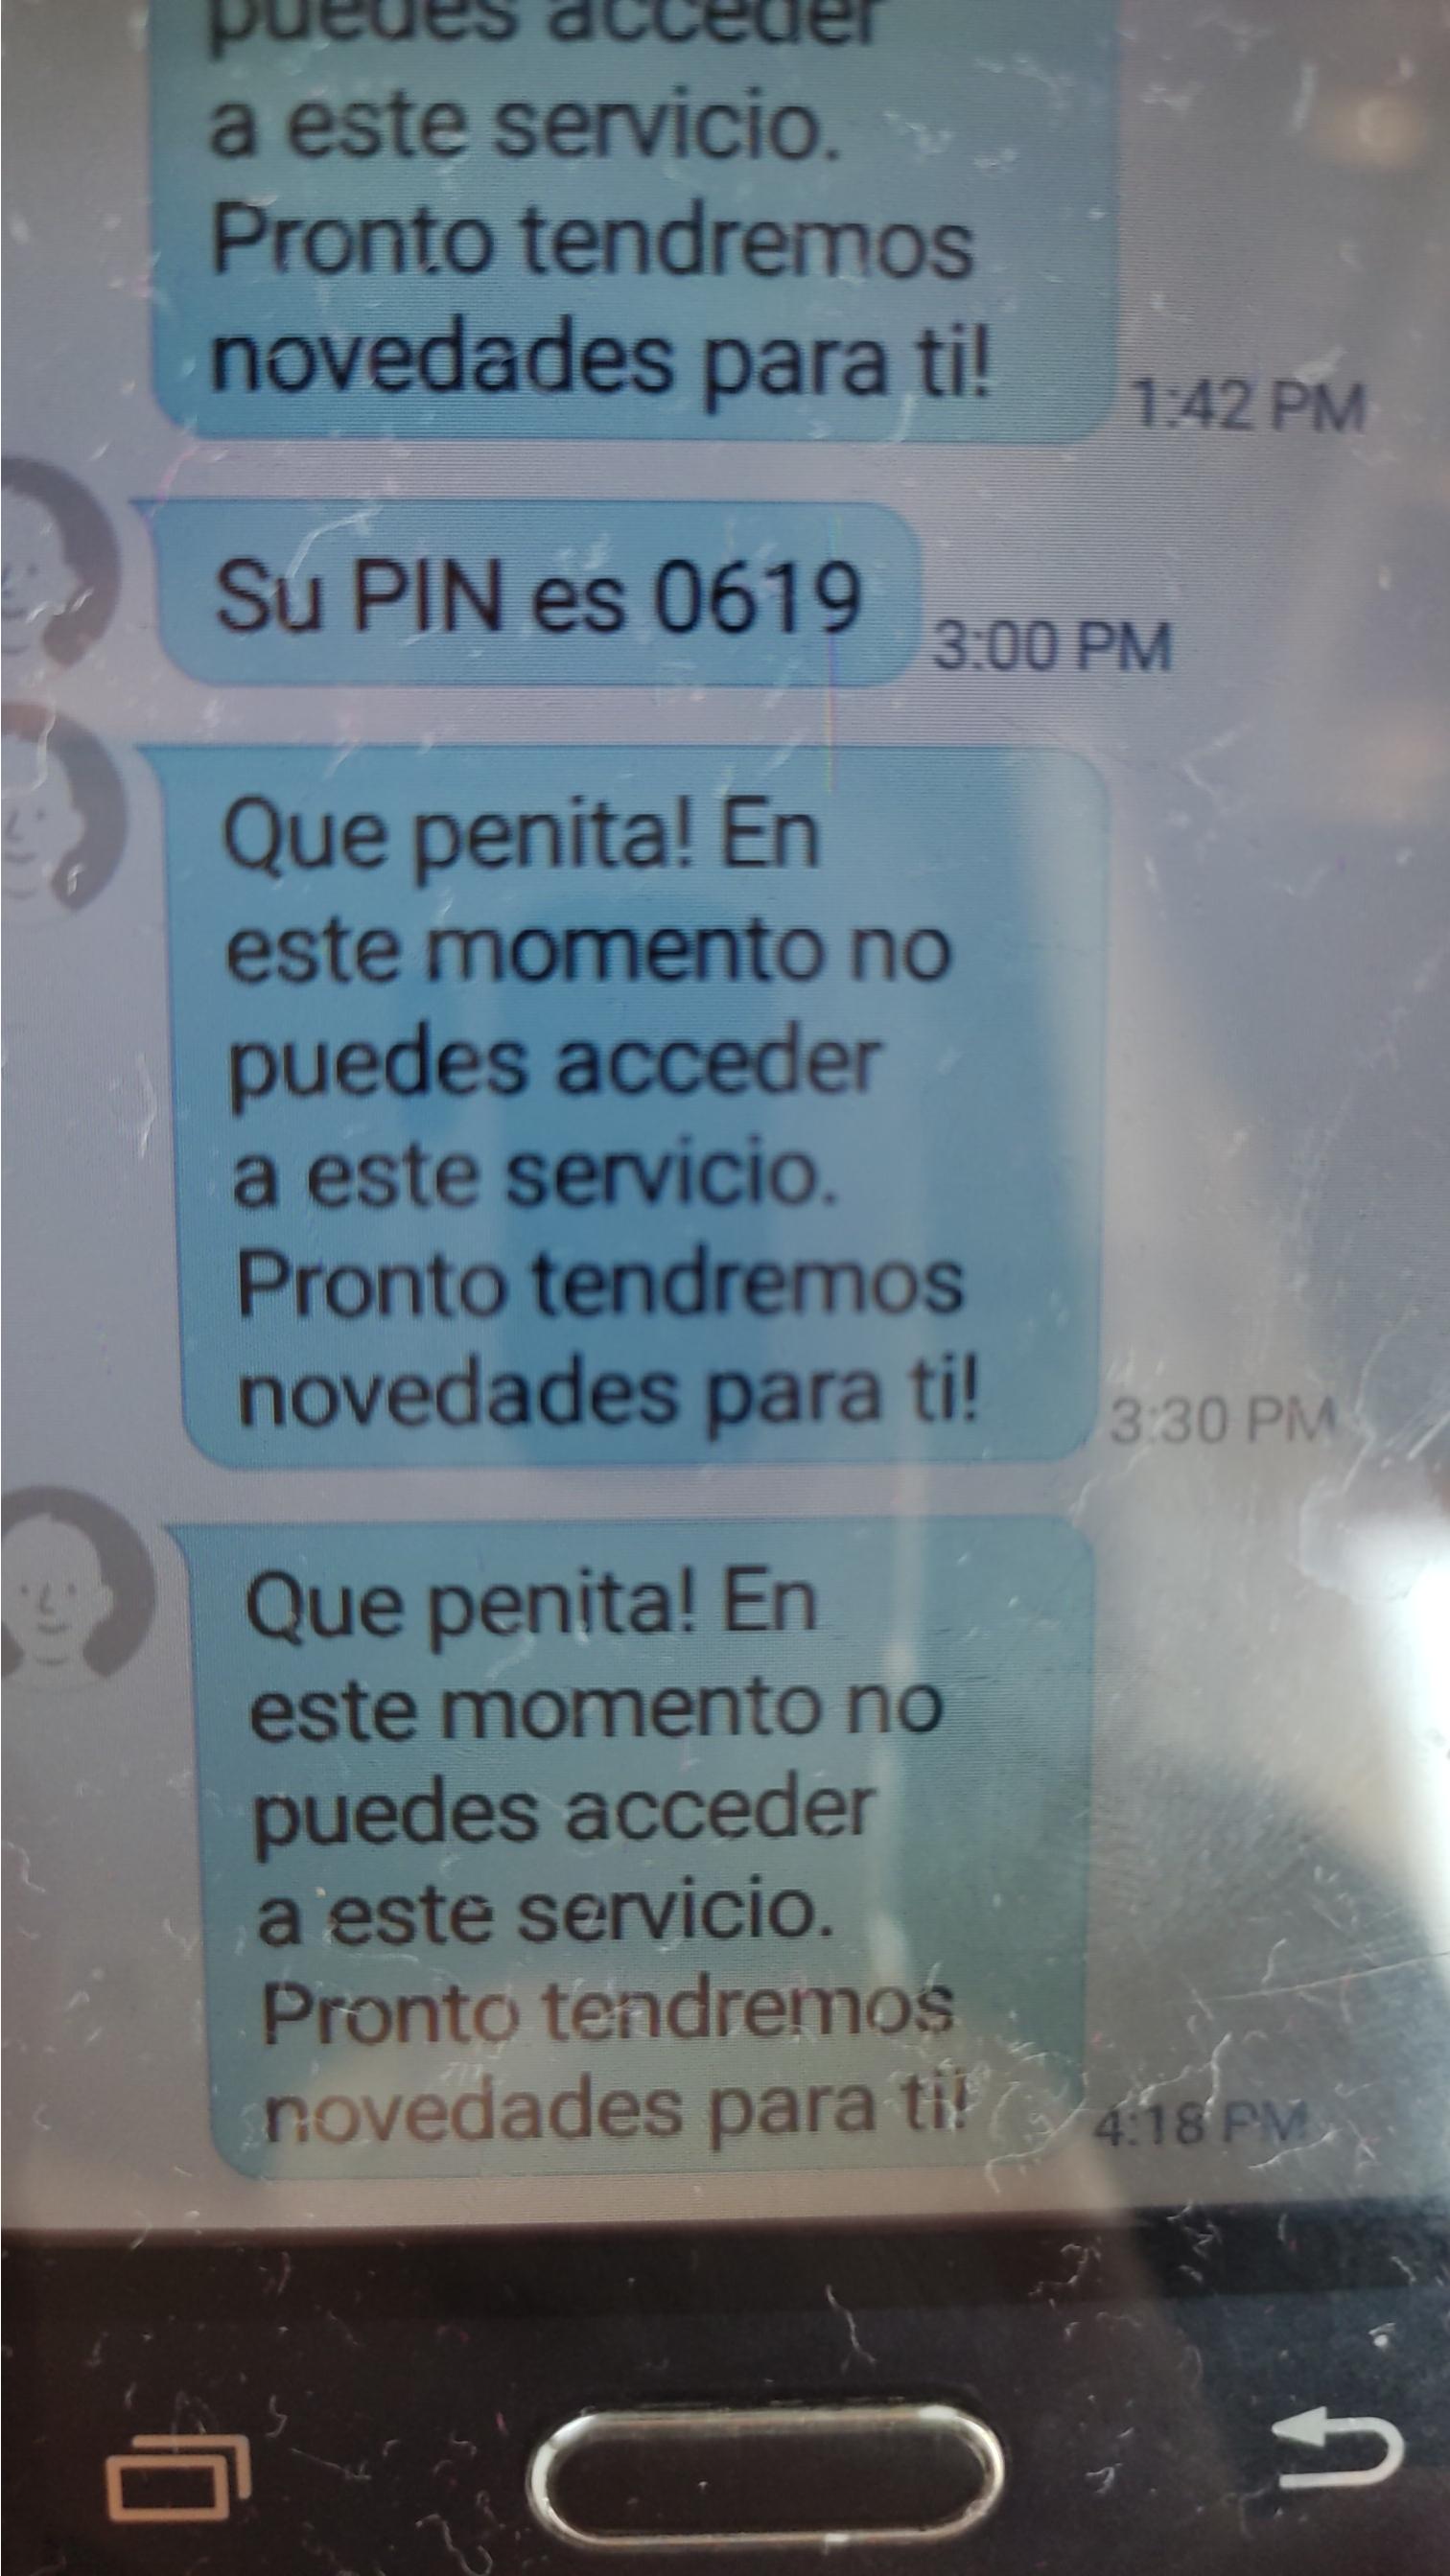 puedes acceder
a este servicio.
Pronto tendremos
novedades para ti!
1:42 PM
Su PIN es 0619
3:00 PM
Que penita! En
este momento no
puedes acceder
a este servicio.
Pronto tendremos
novedades para ti!
3:30 PM
Que penita! En
este momento no
puedes acceder
a este servicio.
Pronto tendremos
novedades para ti!
4:18 PM